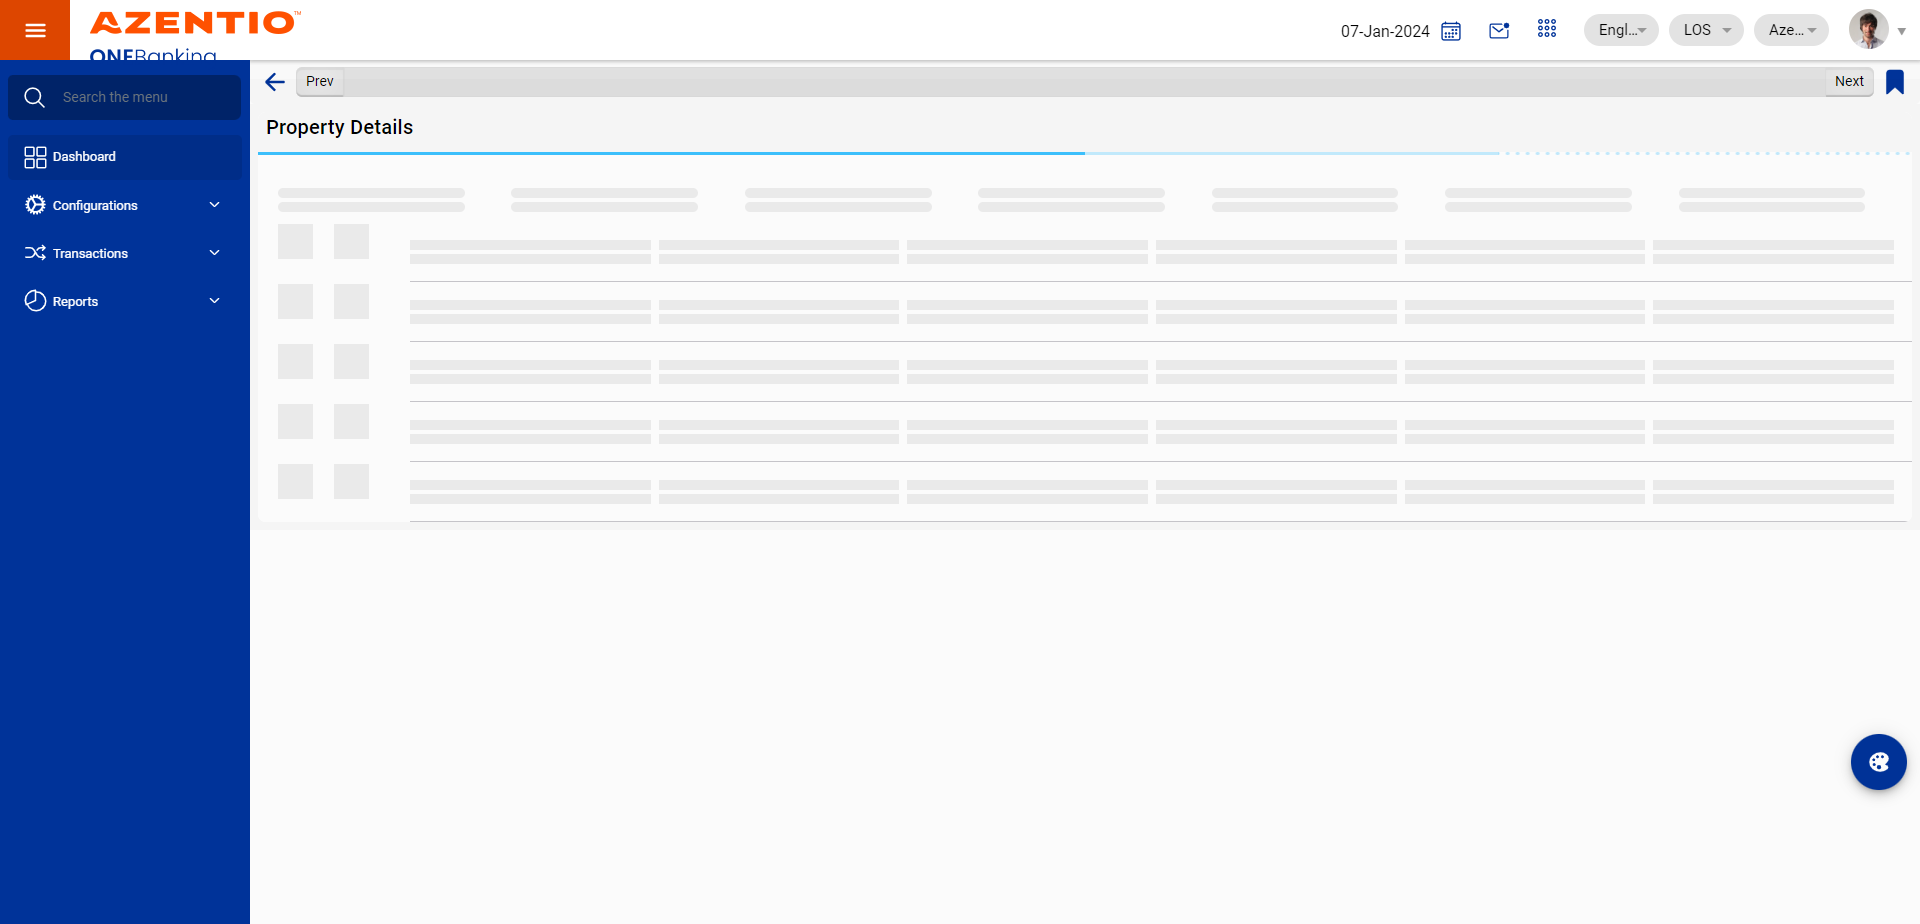 AZENTIO™
ONEBanking
07-Jan-2024
Engl...
LOS
Aze...
Search the menu
Prev
Next
Property Details
Dashboard
Configurations
Transactions
Reports